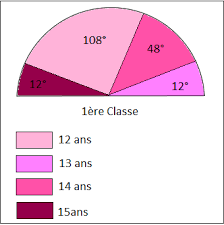 108°
48°
12°
12°
1ère Classe
12 ans
13 ans
14 ans
15ans